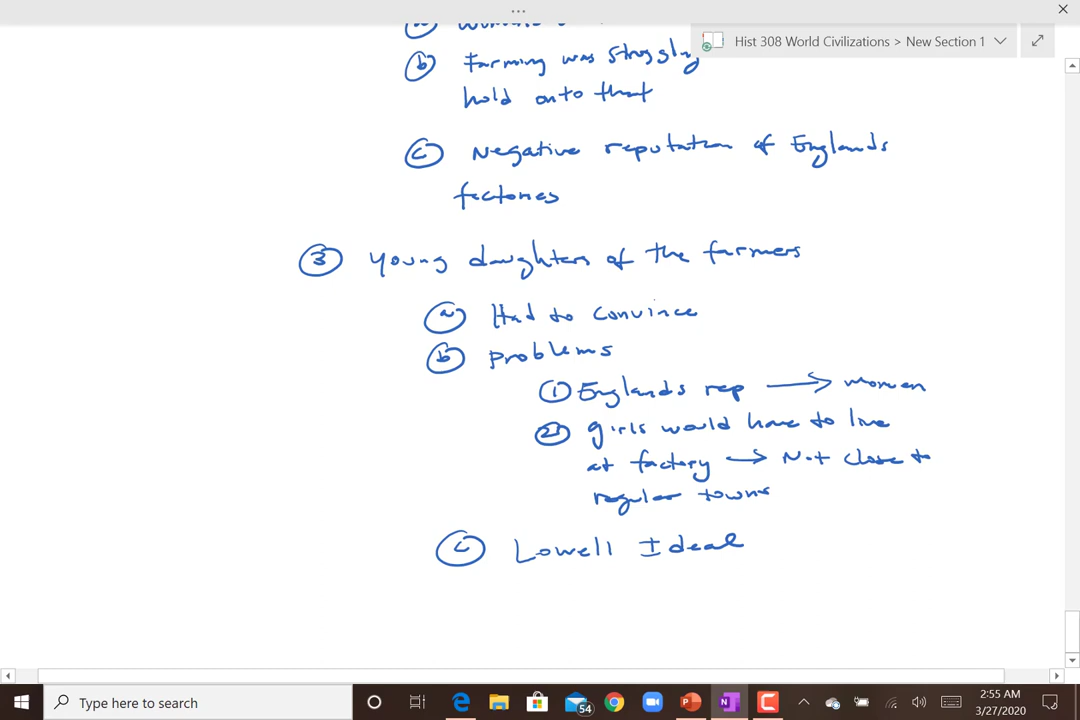 Hist 308 World Civilizations > New Section 1
b Farming was
hold onto that
c Negative reputation of Englands
factories
3 Young daughters of the farmers
a Had to convince
b Problems
1 Englands rep → women
2 girls would have to live
at factory → Not close to
regular towns
c Lowell Ideal
Type here to search
54
2:55 AM
3/27/2020